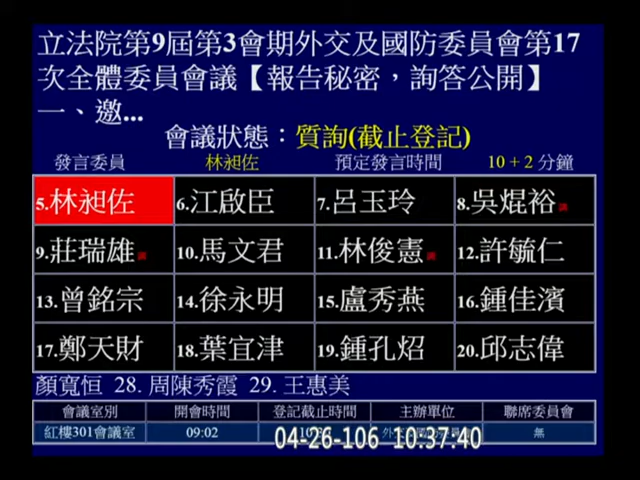 立法院第9屆第3會期外交及國防委員會第17
次全體委員會議【報告秘密，詢答公開】
一、邀...
會議狀態：質詢(截止登記)
發言委員 林昶佐 預定發言時間 10 + 2 分鐘
5.林昶佐 6.江啟臣 7.呂玉玲 8.吳焜裕
9.莊瑞雄 10.馬文君 11.林俊憲 12.許毓仁
13.曾銘宗 14.徐永明 15.盧秀燕 16.鍾佳濱
17.鄭天財 18.葉宜津 19.鍾孔炤 20.邱志偉
顏寬恒 28. 周陳秀霞 29. 王惠美
會議室別 開會時間 登記截止時間 主辦單位 聯席委員會
紅樓301會議室 09:02 無
04-26-106 10:37:40